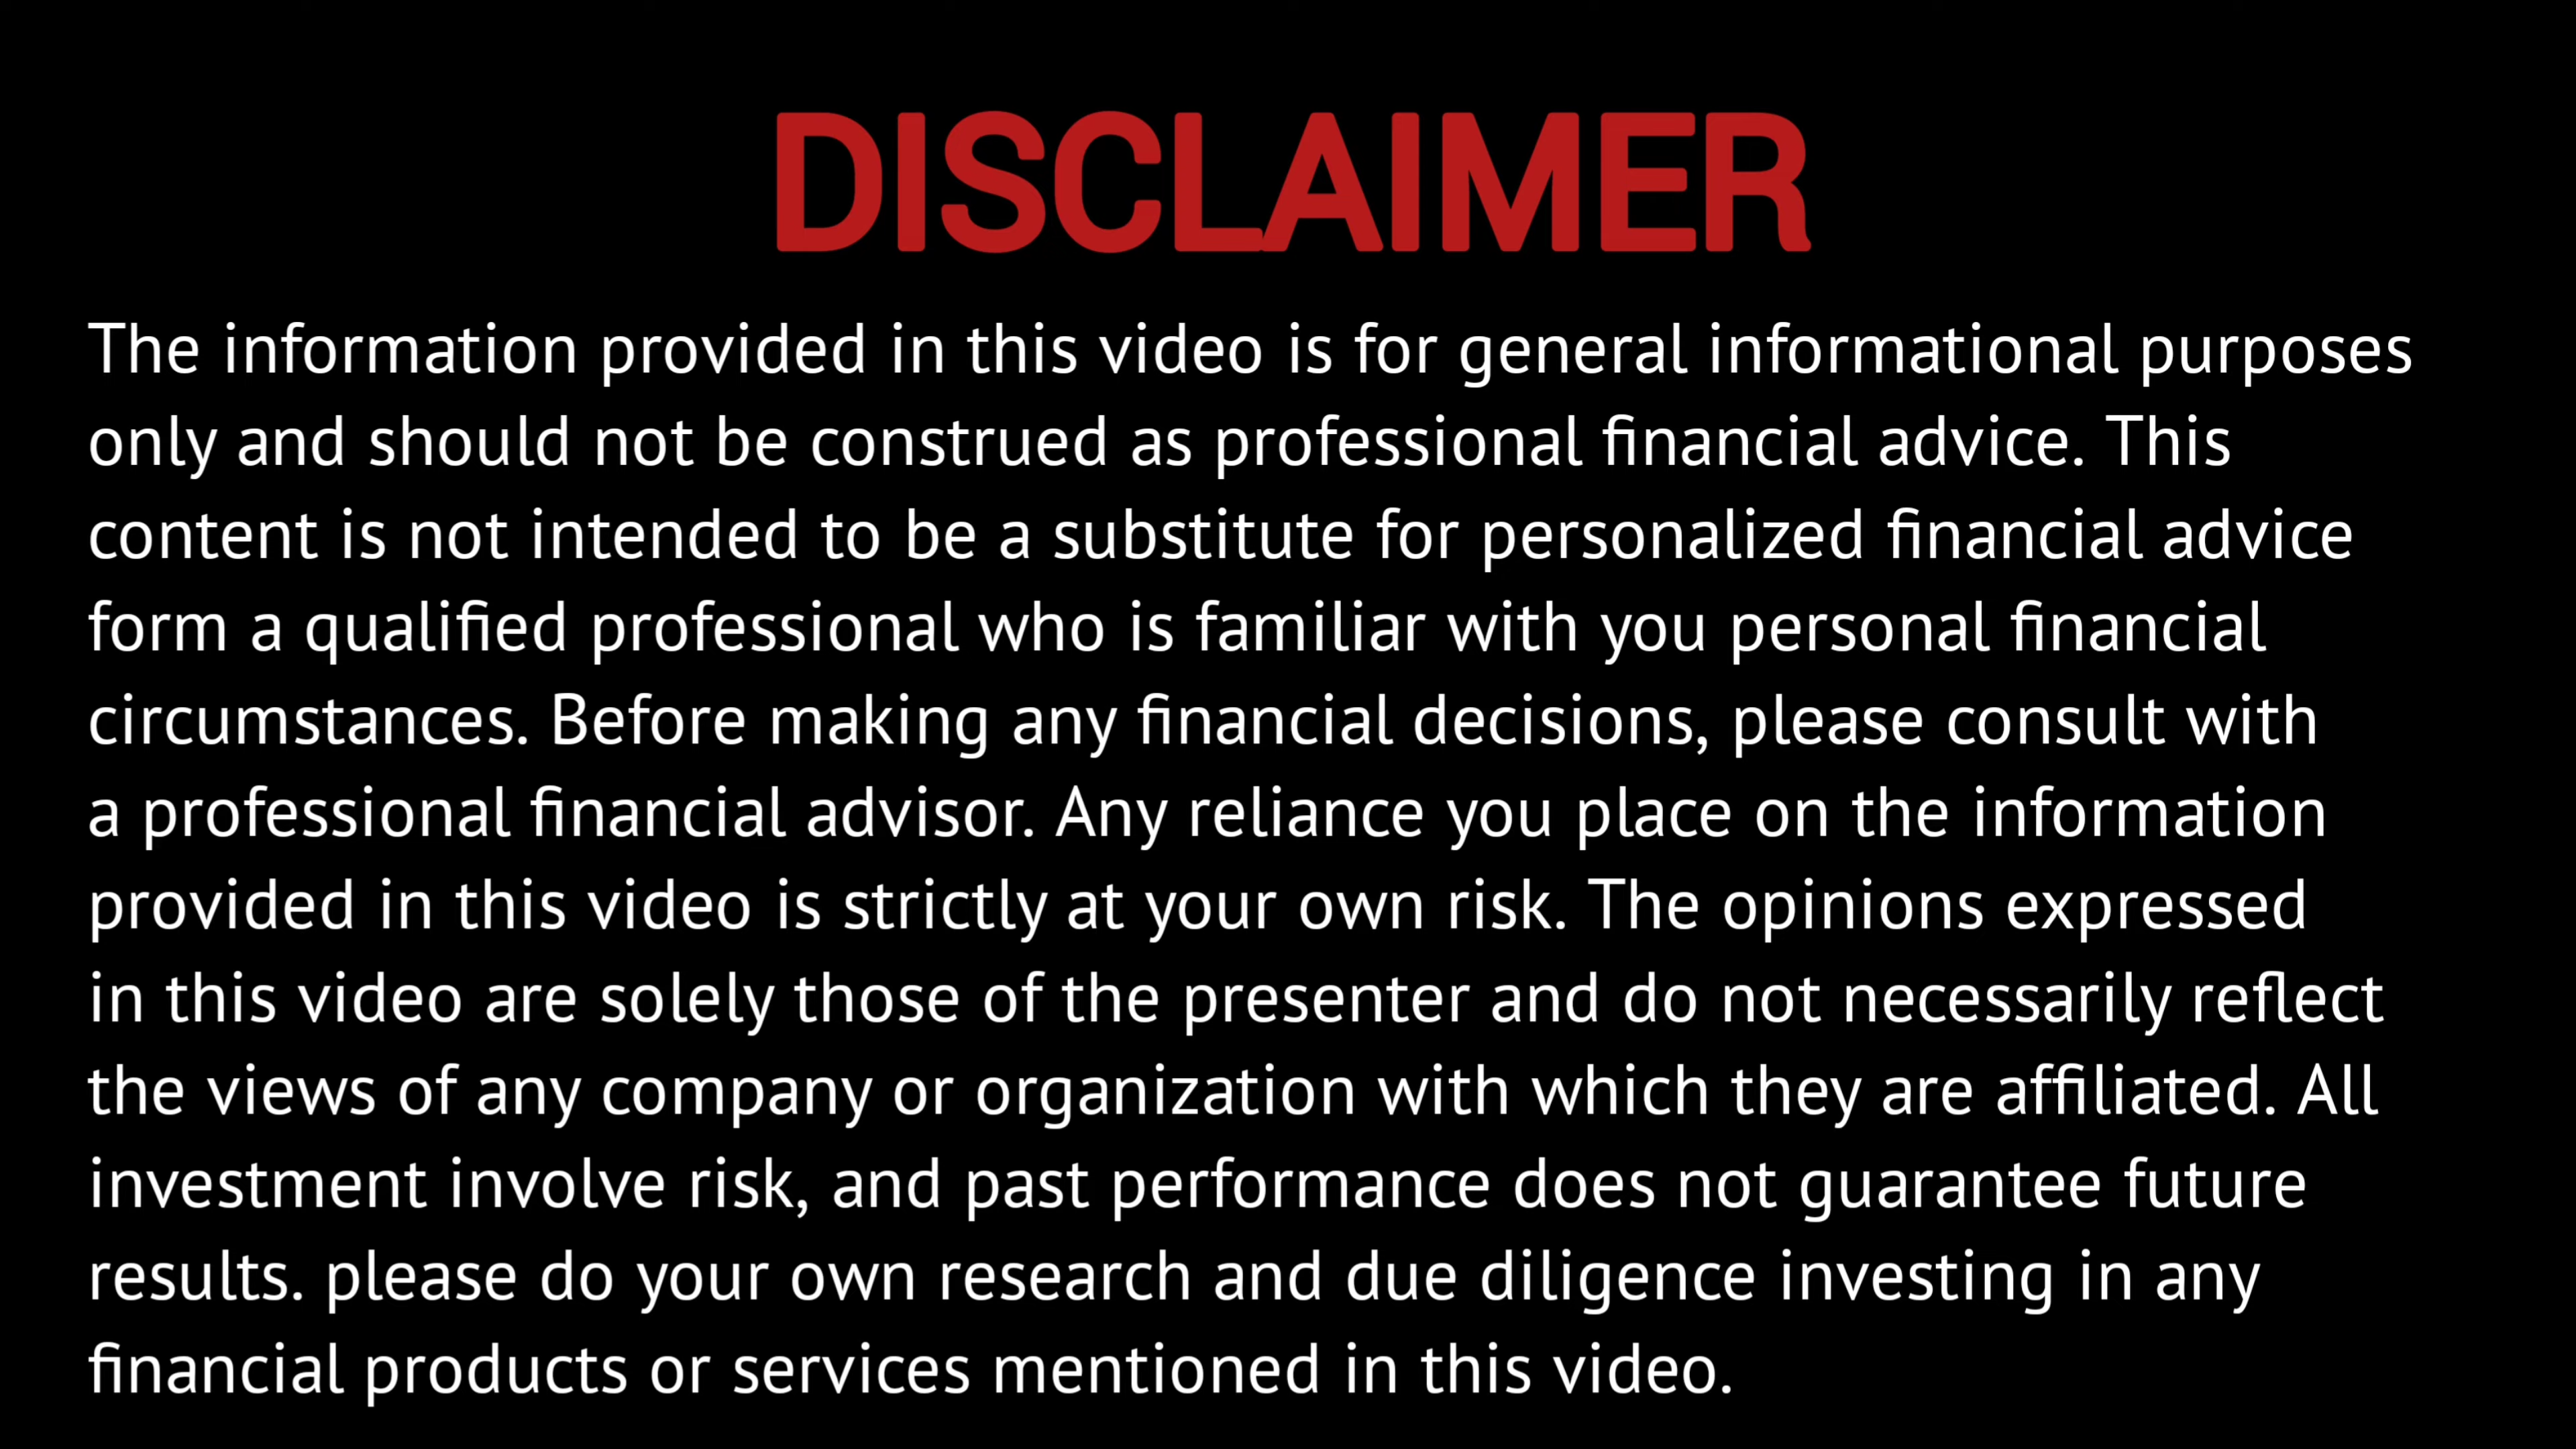 DISCLAIMER
The information provided in this video is for general informational purposes
only and should not be construed as professional financial advice. This
content is not intended to be a substitute for personalized financial advice
form a qualified professional who is familiar with you personal financial
circumstances. Before making any financial decisions, please consult with
a professional financial advisor. Any reliance you place on the information
provided in this video is strictly at your own risk. The opinions expressed
in this video are solely those of the presenter and do not necessarily reflect
the views of any company or organization with which they are affiliated. All
investment involve risk, and past performance does not guarantee future
results. please do your own research and due diligence investing in any
financial products or services mentioned in this video.